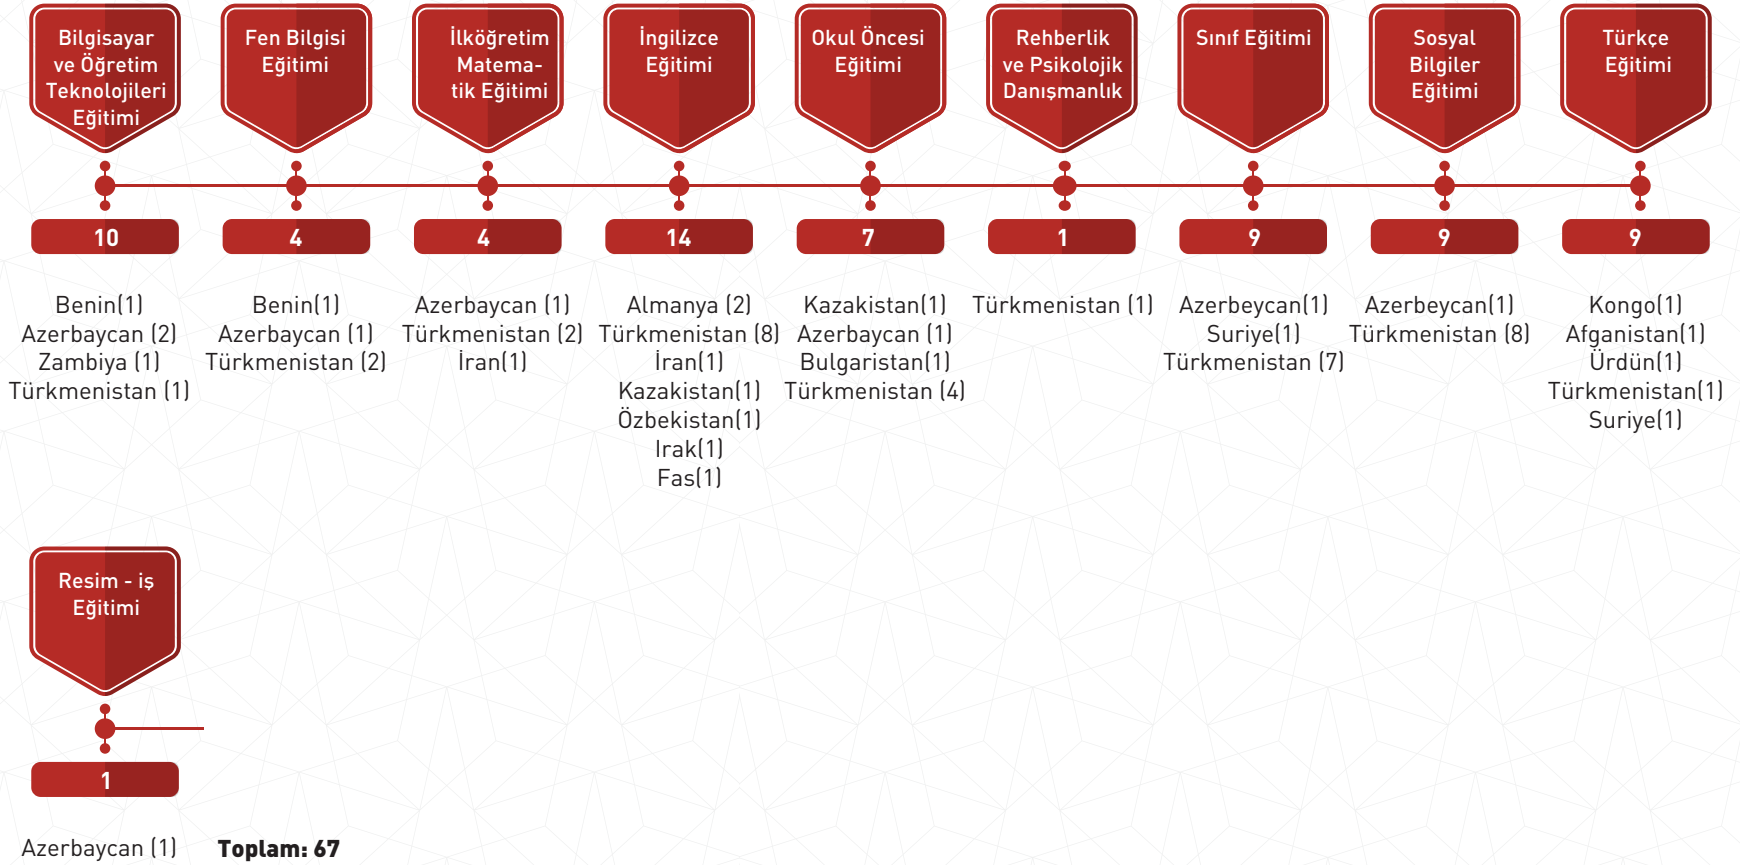 Bilgisayar
ve Öğretim
Teknolojileri
Eğitimi
10
Benin(1)
Azerbaycan (2)
Zambiya (1)
Türkmenistan (1)
Fen Bilgisi
Eğitimi
4
Benin(1)
Azerbaycan (1)
Türkmenistan (2)
İlköğretim
Matema-
tik Eğitimi
4
Azerbaycan (1)
Türkmenistan (2)
İran(1)
İngilizce
Eğitimi
14
Almanya (2)
Türkmenistan (8)
İran(1)
Kazakistan(1)
Özbekistan(1)
Irak(1)
Fas(1)
Okul Öncesi
Eğitimi
7
Kazakistan(1)
Azerbaycan (1)
Bulgaristan(1)
Türkmenistan (4)
Rehberlik
ve Psikolojik
Danışmanlık
1
Türkmenistan (1)
Sınıf Eğitimi
9
Azerbeycan(1)
Suriye(1)
Türkmenistan (7)
Sosyal
Bilgiler
Eğitimi
9
Azerbeycan(1)
Türkmenistan (8)
Türkçe
Eğitimi
9
Kongo(1)
Afganistan(1)
Ürdün(1)
Türkmenistan(1)
Suriye(1)
Resim - iş
Eğitimi
1
Azerbaycan (1)
Toplam: 67